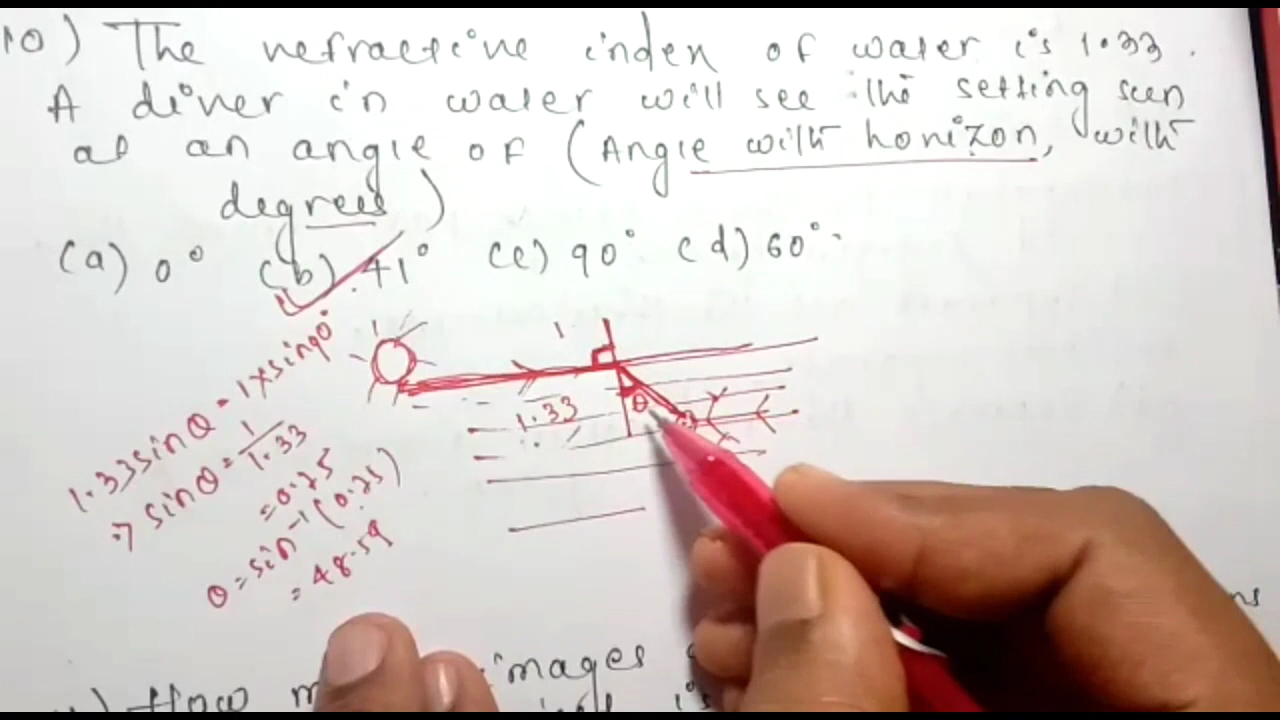 10) The refractive index of water is 1.33.
A diver in water will see the setting sun
at an angle of (Angle with horizon, with
degrees)
(a) 0° (b) 41° (c) 90° (d) 60°.
1
1.33
θ
1.33 sinθ = 1 × sin90°
⇒ sinθ = 1/1.33
= 0.75
θ = sin⁻¹(0.75)
= 48.59
How
images